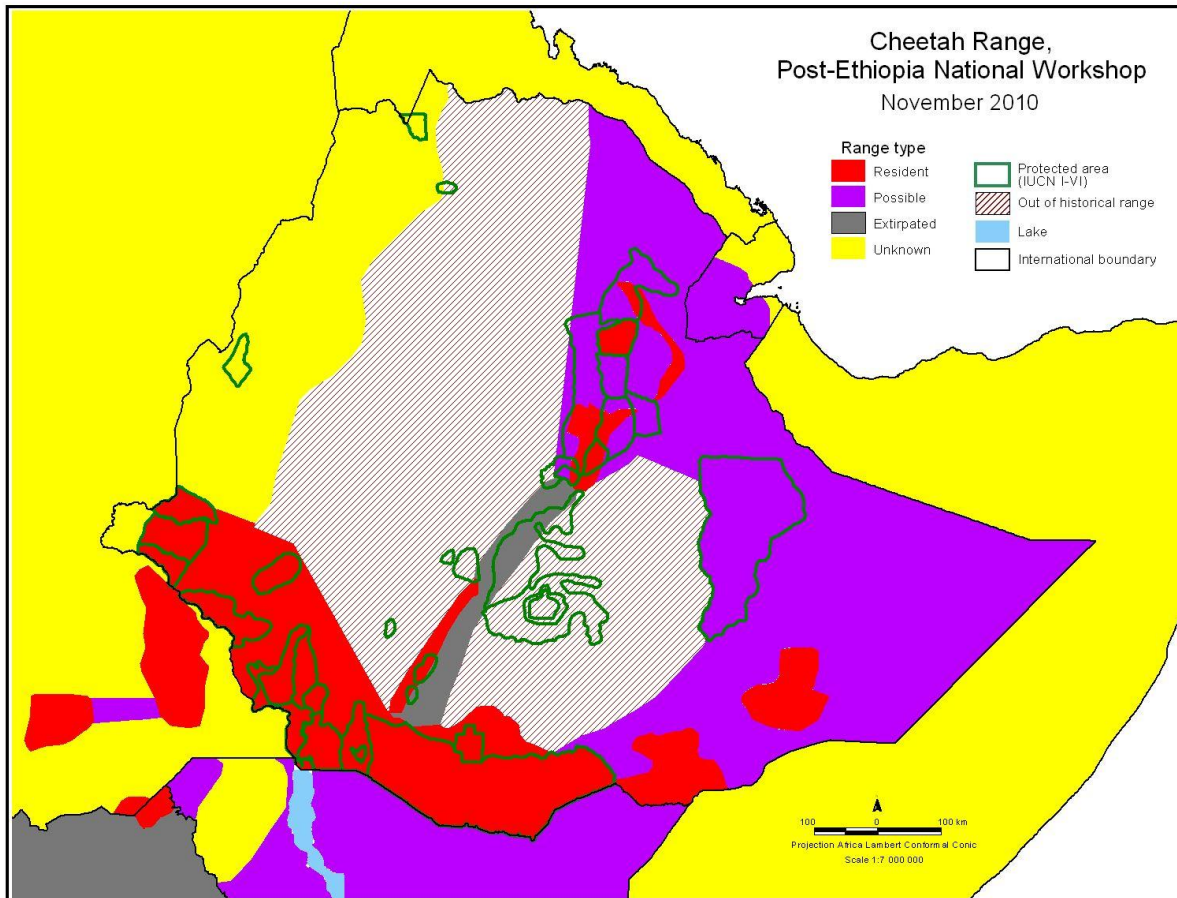 Cheetah Range,
Post-Ethiopia National Workshop
November 2010
Range type
Resident
Possible
Extirpated
Unknown
Protected area
(IUCN I-VI)
Out of historical range
Lake
International boundary
100 0 100 km
Projection Africa Lambert Conformal Conic
Scale 1:7 000 000